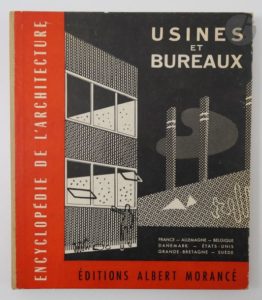 USINES
ET
BUREAUX
ENCYCLOPÉDIE DE L'ARCHITECTURE
FRANCE — ALLEMAGNE — BELGIQUE
DANEMARK — ÉTATS-UNIS
GRANDE-BRETAGNE — SUÈDE
ÉDITIONS ALBERT MORANCÉ